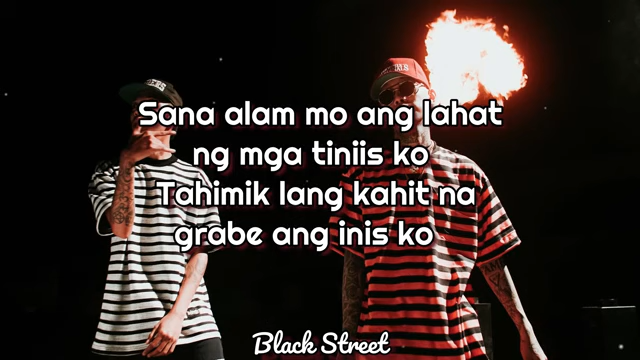 Sana alam mo ang lahat
ng mga tiniis ko
Tahimik lang kahit na
grabe ang inis ko
Black Street